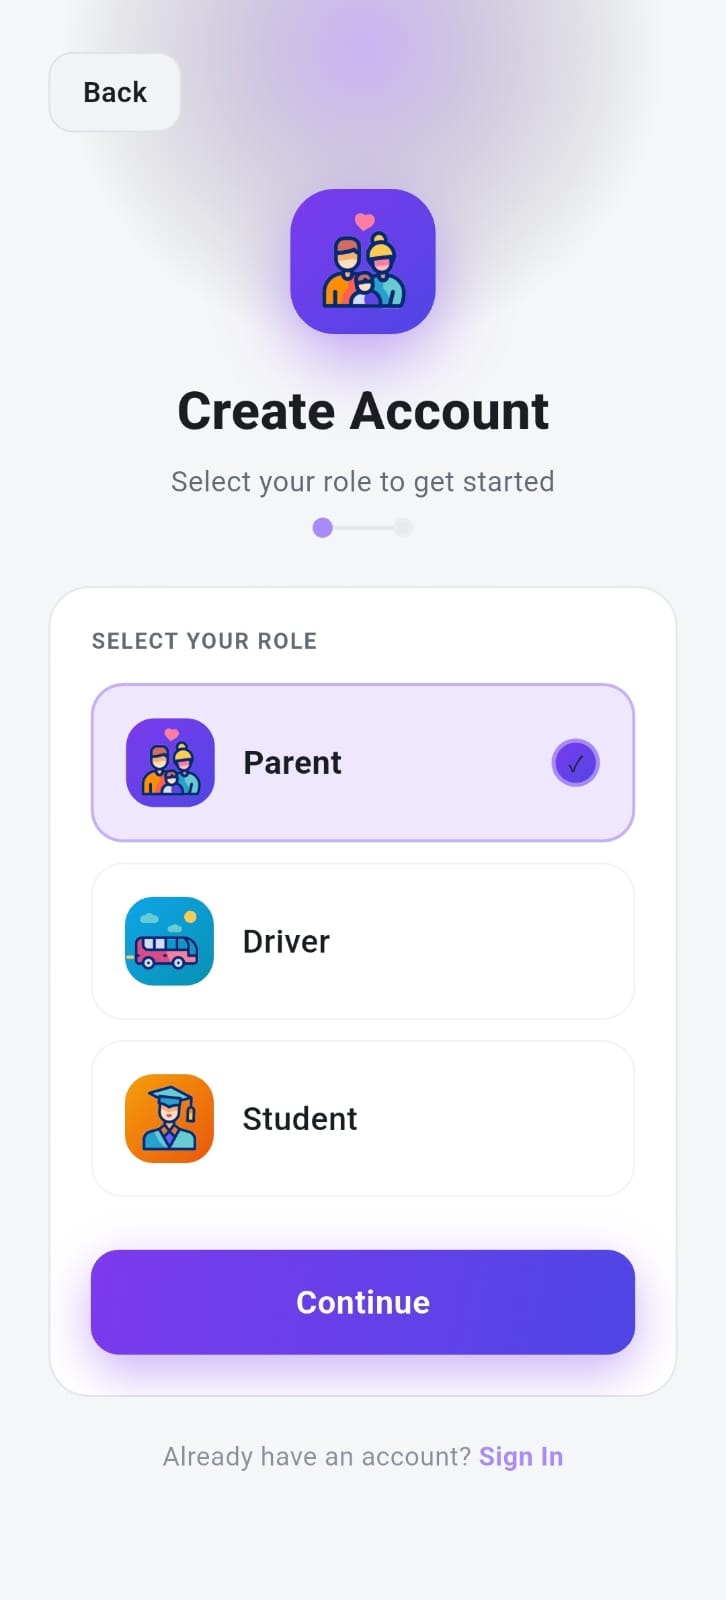 Back
Create Account
Select your role to get started
SELECT YOUR ROLE
Parent
✓
Driver
Student
Continue
Already have an account? Sign In